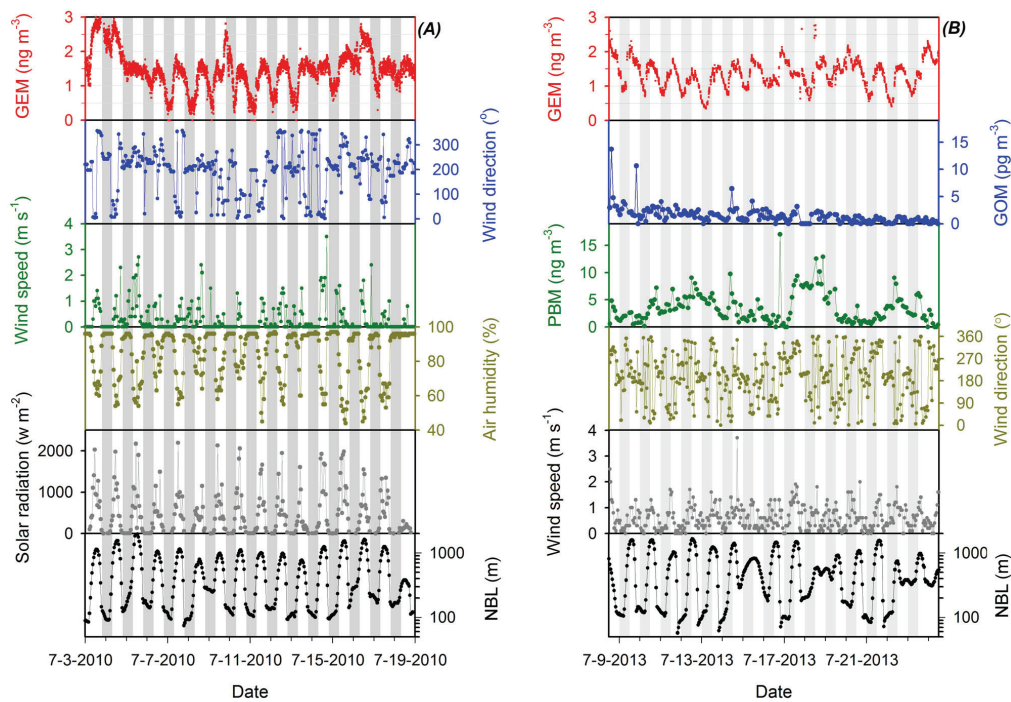 (A)
GEM (ng m-3)
3
2
1
0
Wind direction (o)
300
200
100
0
Wind speed (m s-1)
4
3
2
1
0
Air humidity (%)
100
80
60
40
Solar radiation (w m-2)
2000
1000
0
NBL (m)
1000
100
7-3-2010 7-7-2010 7-11-2010 7-15-2010 7-19-2010
Date
(B)
GEM (ng m-3)
3
2
1
0
GOM (pg m-3)
15
10
5
0
PBM (ng m-3)
15
10
5
0
Wind direction (o)
360
270
180
90
0
Wind speed (m s-1)
4
3
2
1
0
NBL (m)
1000
100
7-9-2013 7-13-2013 7-17-2013 7-21-2013
Date